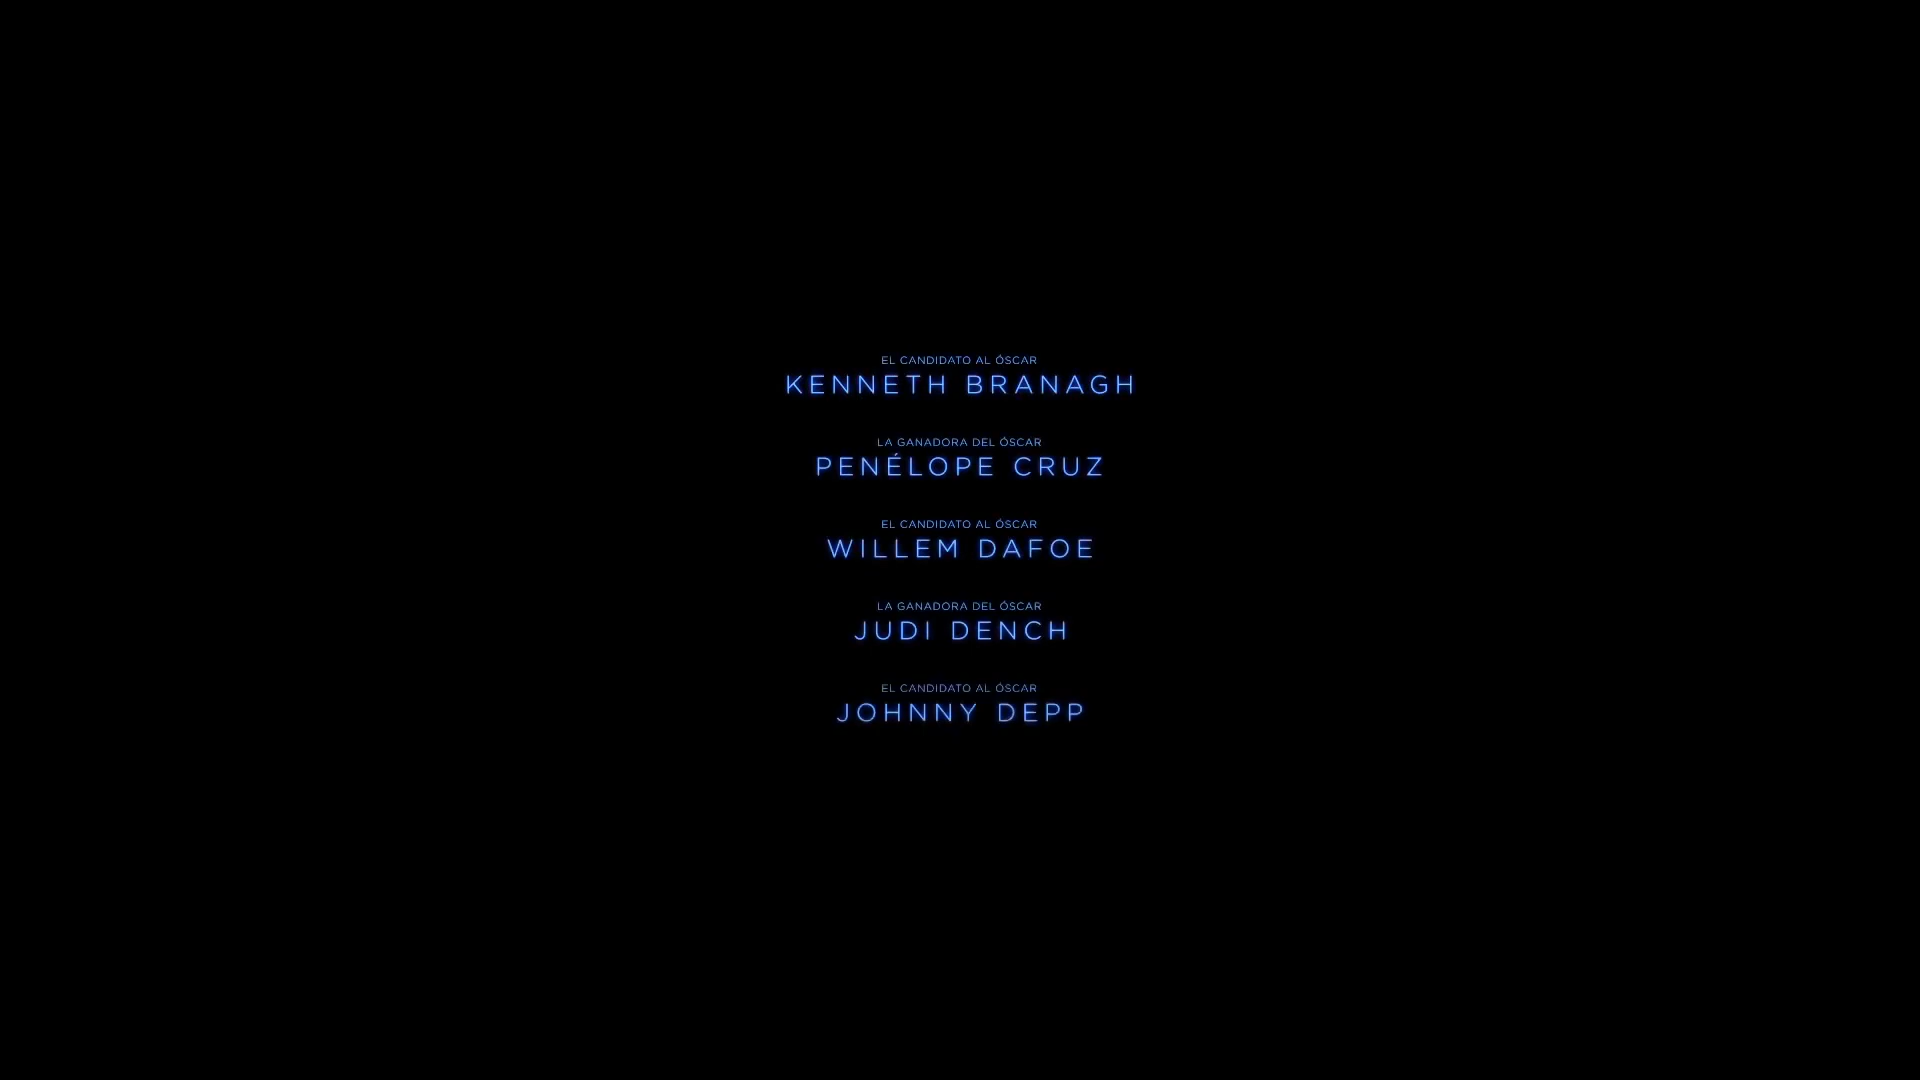 EL CANDIDATO AL ÓSCAR
KENNETH BRANAGH
LA GANADORA DEL ÓSCAR
PENÉLOPE CRUZ
EL CANDIDATO AL ÓSCAR
WILLEM DAFOE
LA GANADORA DEL ÓSCAR
JUDI DENCH
EL CANDIDATO AL ÓSCAR
JOHNNY DEPP